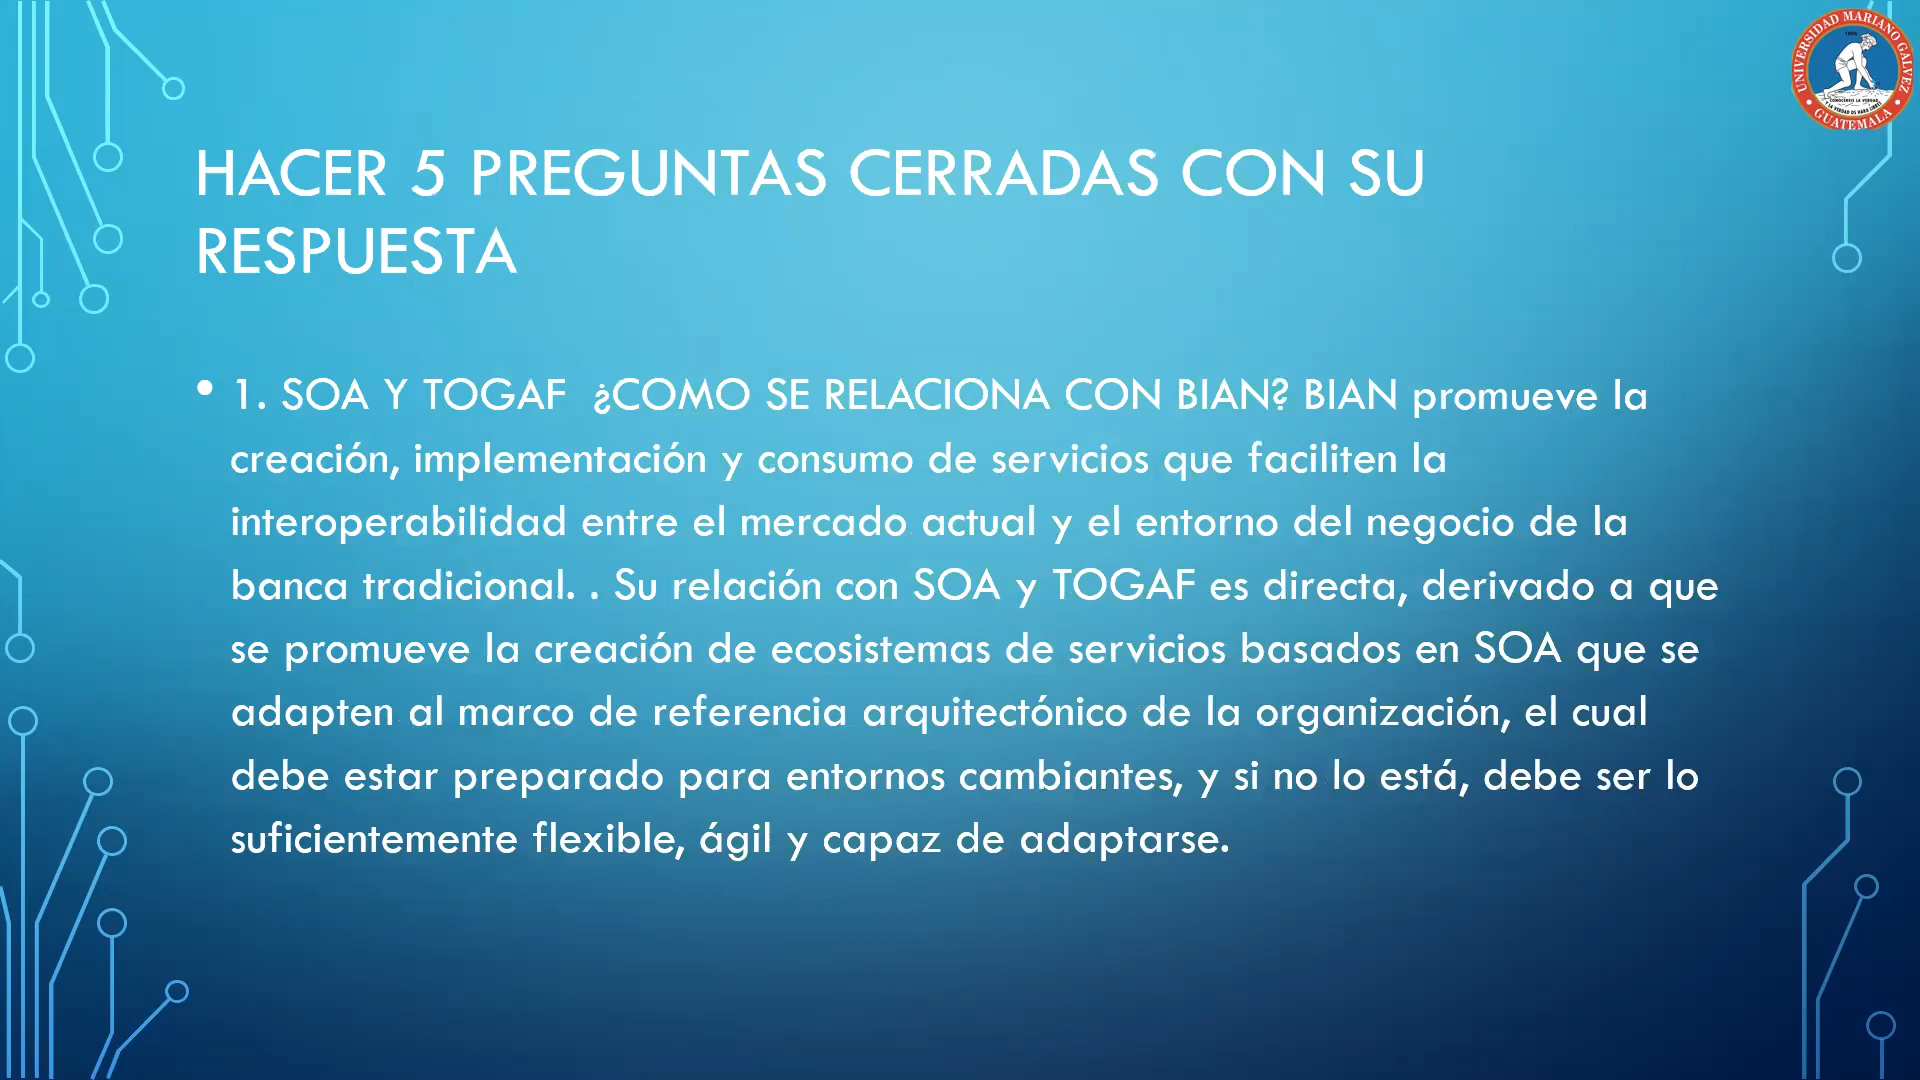 UNIVERSIDAD MARIANO GALVEZ
GUATEMALA
HACER 5 PREGUNTAS CERRADAS CON SU
RESPUESTA
• 1. SOA Y TOGAF ¿COMO SE RELACIONA CON BIAN? BIAN promueve la
creación, implementación y consumo de servicios que faciliten la
interoperabilidad entre el mercado actual y el entorno del negocio de la
banca tradicional. . Su relación con SOA y TOGAF es directa, derivado a que
se promueve la creación de ecosistemas de servicios basados en SOA que se
adapten al marco de referencia arquitectónico de la organización, el cual
debe estar preparado para entornos cambiantes, y si no lo está, debe ser lo
suficientemente flexible, ágil y capaz de adaptarse.